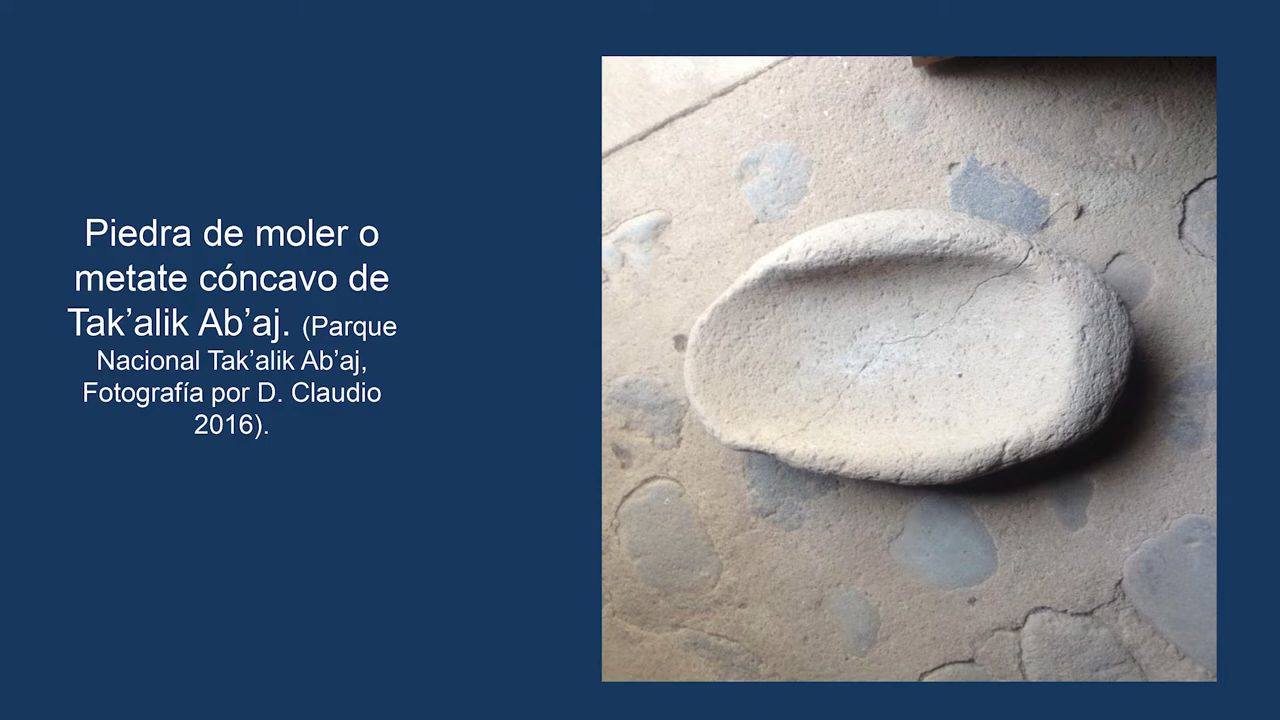 Piedra de moler o
metate cóncavo de
Tak’alik Ab’aj. (Parque
Nacional Tak’alik Ab’aj,
Fotografía por D. Claudio
2016).